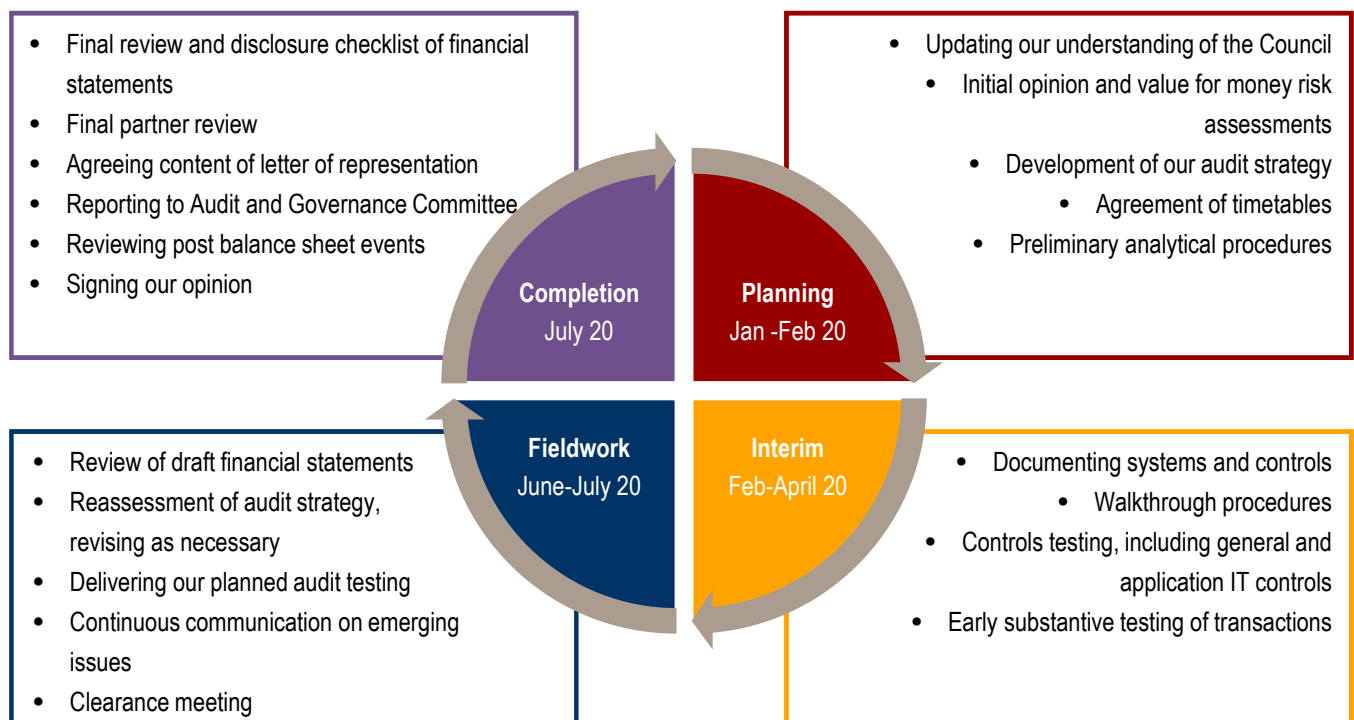 • Final review and disclosure checklist of financial
statements
• Final partner review
• Agreeing content of letter of representation
• Reporting to Audit and Governance Committee
• Reviewing post balance sheet events
• Signing our opinion
• Updating our understanding of the Council
• Initial opinion and value for money risk
assessments
• Development of our audit strategy
• Agreement of timetables
• Preliminary analytical procedures
Completion
July 20
Planning
Jan -Feb 20
Fieldwork
June-July 20
Interim
Feb-April 20
• Review of draft financial statements
• Reassessment of audit strategy,
revising as necessary
• Delivering our planned audit testing
• Continuous communication on emerging
issues
• Clearance meeting
• Documenting systems and controls
• Walkthrough procedures
• Controls testing, including general and
application IT controls
• Early substantive testing of transactions